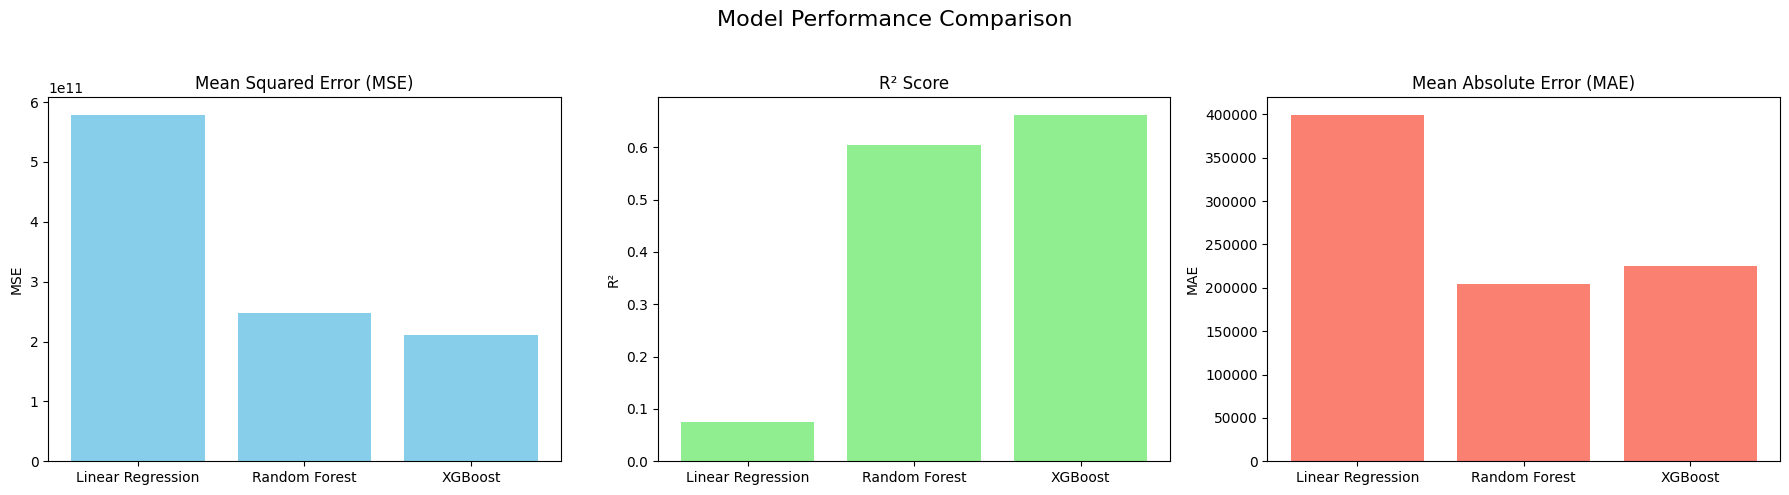 Model Performance Comparison
Mean Squared Error (MSE)
1e11
6
5
4
3
2
1
0
MSE
Linear Regression
Random Forest
XGBoost
R² Score
0.6
0.5
0.4
0.3
0.2
0.1
0.0
R²
Linear Regression
Random Forest
XGBoost
Mean Absolute Error (MAE)
400000
350000
300000
250000
200000
150000
100000
50000
0
MAE
Linear Regression
Random Forest
XGBoost